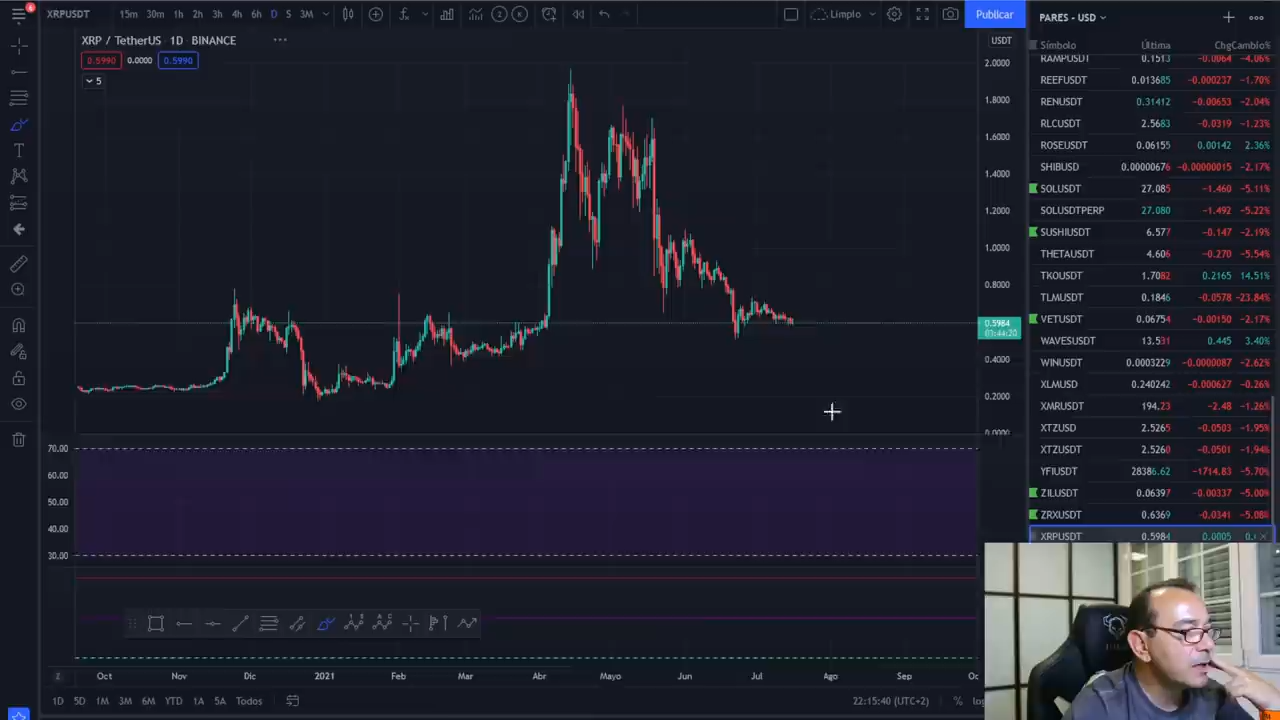 XRPUSDT 15m 30m 1h 2h 3h 4h 6h D S 3M Limplo Publicar PARES - USD
XRP / TetherUS 1D BINANCE USDT
0.5990 0.0000 0.5990
5
2.0000
1.8000
1.6000
1.4000
1.2000
1.0000
0.8000
0.5984
03:44:20
0.4000
0.2000
0.0000
70.00
60.00
50.00
40.00
30.00
Oct Nov Dic 2021 Feb Mar Abr Mayo Jun Jul Ago Sep Oc
1D 5D 1M 3M 6M YTD 1A 5A Todos 22:15:40 (UTC+2) % log
Símbolo Última Chg Cambio%
RAMPUSDT 0.1513 -0.0064 -4.06%
REEFUSDT 0.013685 -0.000237 -1.70%
RENUSDT 0.31412 -0.00653 -2.04%
RLCUSDT 2.5683 -0.0319 -1.23%
ROSEUSDT 0.06155 0.00142 2.36%
SHIBUSD 0.00000676 -0.00000015 -2.17%
SOLUSDT 27.085 -1.460 -5.11%
SOLUSDTPERP 27.080 -1.492 -5.22%
SUSHIUSDT 6.577 -0.147 -2.19%
THETAUSDT 4.606 -0.270 -5.54%
TKOUSDT 1.7082 0.2165 14.51%
TLMUSDT 0.1846 -0.0578 -23.84%
VETUSDT 0.06754 -0.00150 -2.17%
WAVESUSDT 13.531 0.445 3.40%
WINUSDT 0.0003229 -0.0000087 -2.62%
XLMUSD 0.240242 -0.000627 -0.26%
XMRUSDT 194.23 -2.48 -1.26%
XTZUSD 2.5265 -0.0503 -1.95%
XTZUSDT 2.5260 -0.0501 -1.94%
YFIUSDT 28386.62 -1714.83 -5.70%
ZILUSDT 0.06397 -0.00337 -5.00%
ZRXUSDT 0.6369 -0.0341 -5.08%
XRPUSDT 0.5984 0.0005